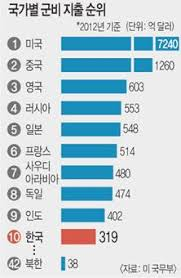 국가별 군비 지출 순위
*2012년 기준 (단위: 억 달러)
1 미국 7240
2 중국 1260
3 영국 603
4 러시아 553
5 일본 548
6 프랑스 514
7 사우디아라비아 480
8 독일 474
9 인도 402
10 한국 319
42 북한 38
(자료: 미 국무부)